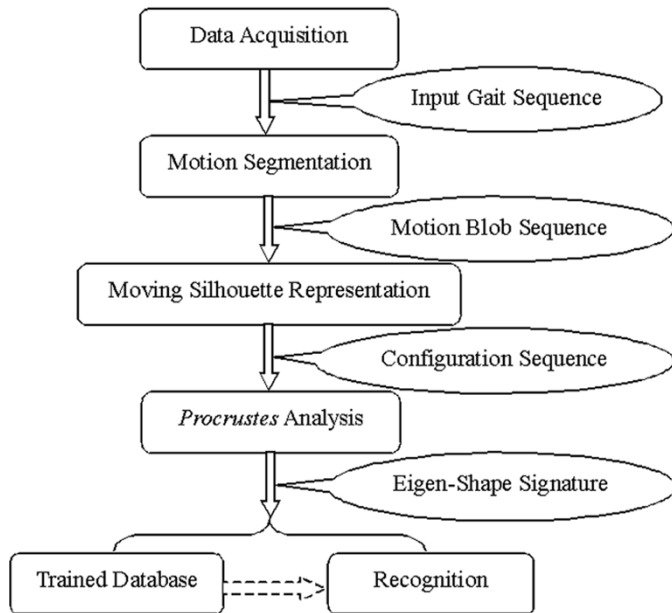 Data Acquisition
Input Gait Sequence
Motion Segmentation
Motion Blob Sequence
Moving Silhouette Representation
Configuration Sequence
Procrustes Analysis
Eigen-Shape Signature
Trained Database
Recognition